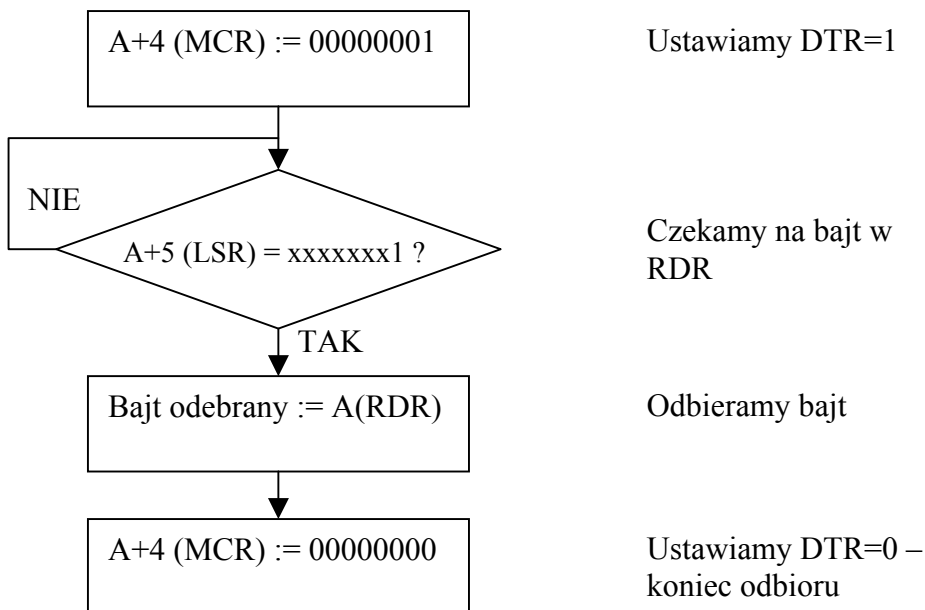 A+4 (MCR) := 00000001
Ustawiamy DTR=1
NIE
A+5 (LSR) = xxxxxxx1 ?
Czekamy na bajt w
RDR
TAK
Bajt odebrany := A(RDR)
Odbieramy bajt
A+4 (MCR) := 00000000
Ustawiamy DTR=0 –
koniec odbioru